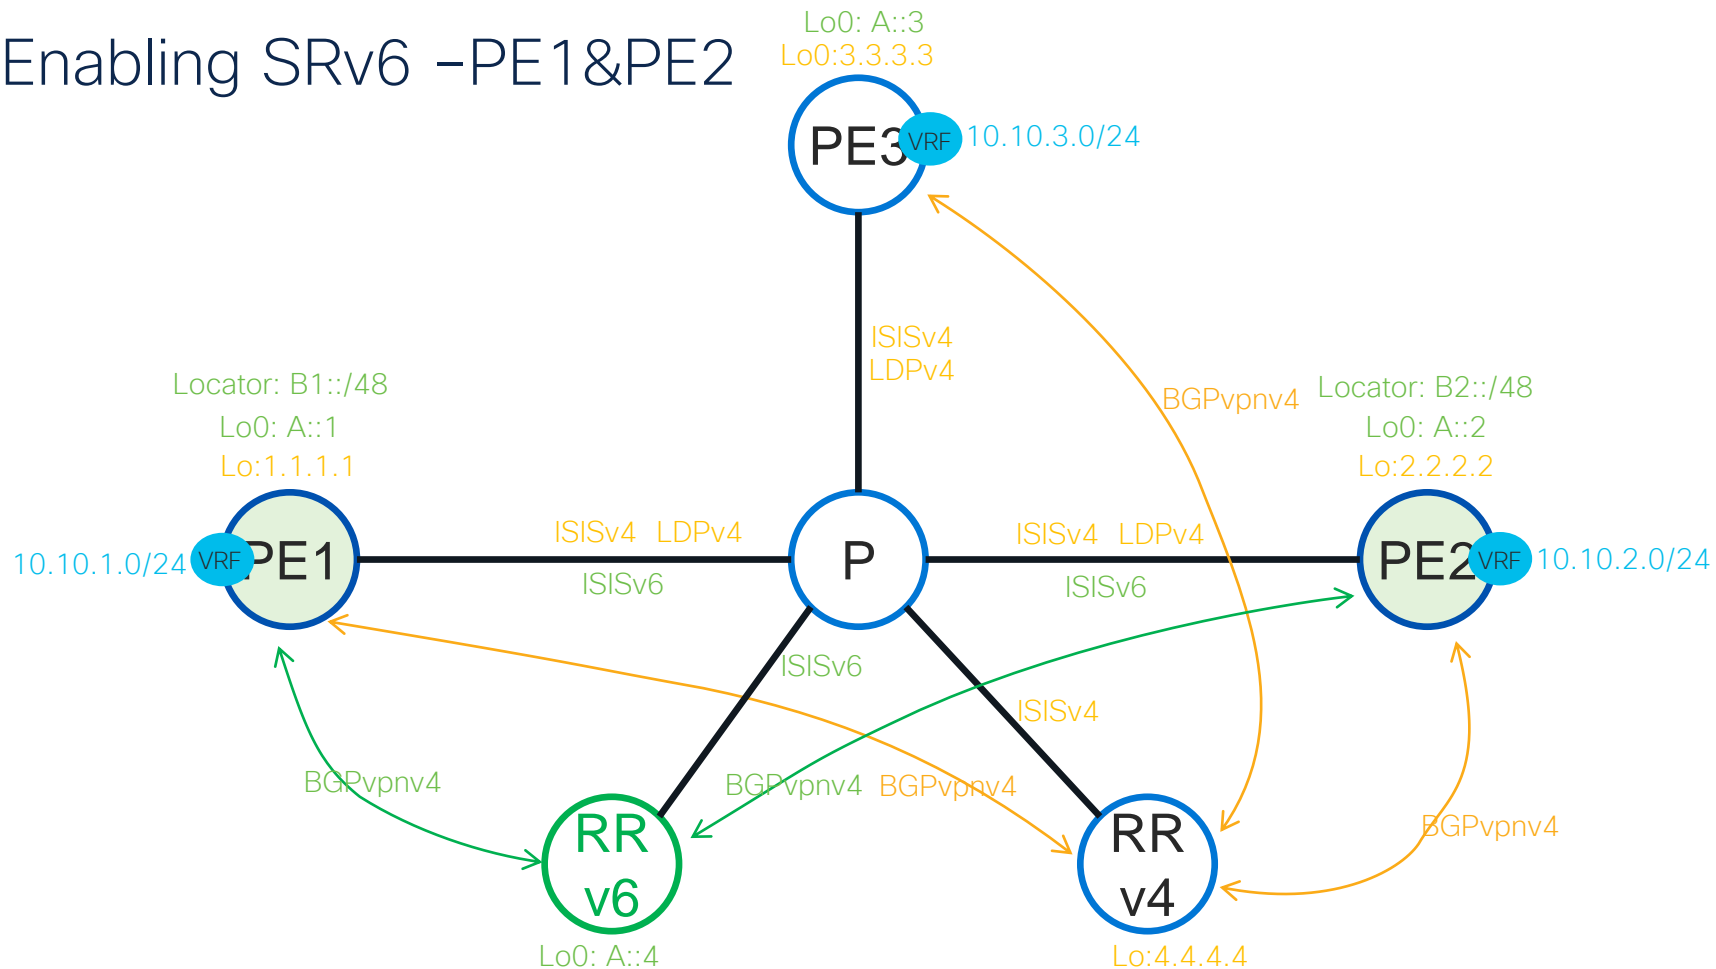 Enabling SRv6 –PE1&PE2
Lo0: A::3
Lo0:3.3.3.3
PE3
VRF
10.10.3.0/24
ISISv4
LDPv4
BGPvpnv4
Locator: B1::/48
Lo0: A::1
Lo:1.1.1.1
Locator: B2::/48
Lo0: A::2
Lo:2.2.2.2
10.10.1.0/24
VRF
PE1
ISISv4 LDPv4
ISISv6
P
ISISv4 LDPv4
ISISv6
PE2
VRF
10.10.2.0/24
ISISv6
ISISv4
BGPvpnv4
BGPvpnv4
BGPvpnv4
BGPvpnv4
RR
v6
RR
v4
Lo0: A::4
Lo:4.4.4.4